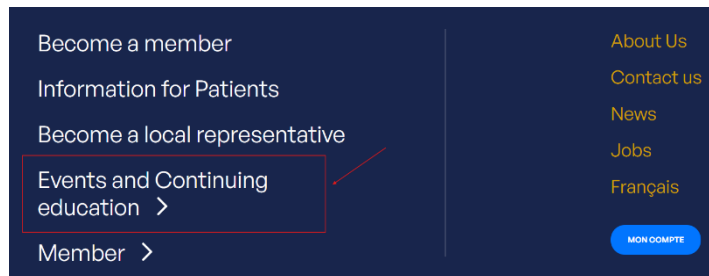 Become a member
Information for Patients
Become a local representative
Events and Continuing
education >
Member >
About Us
Contact us
News
Jobs
Français
MON COMPTE